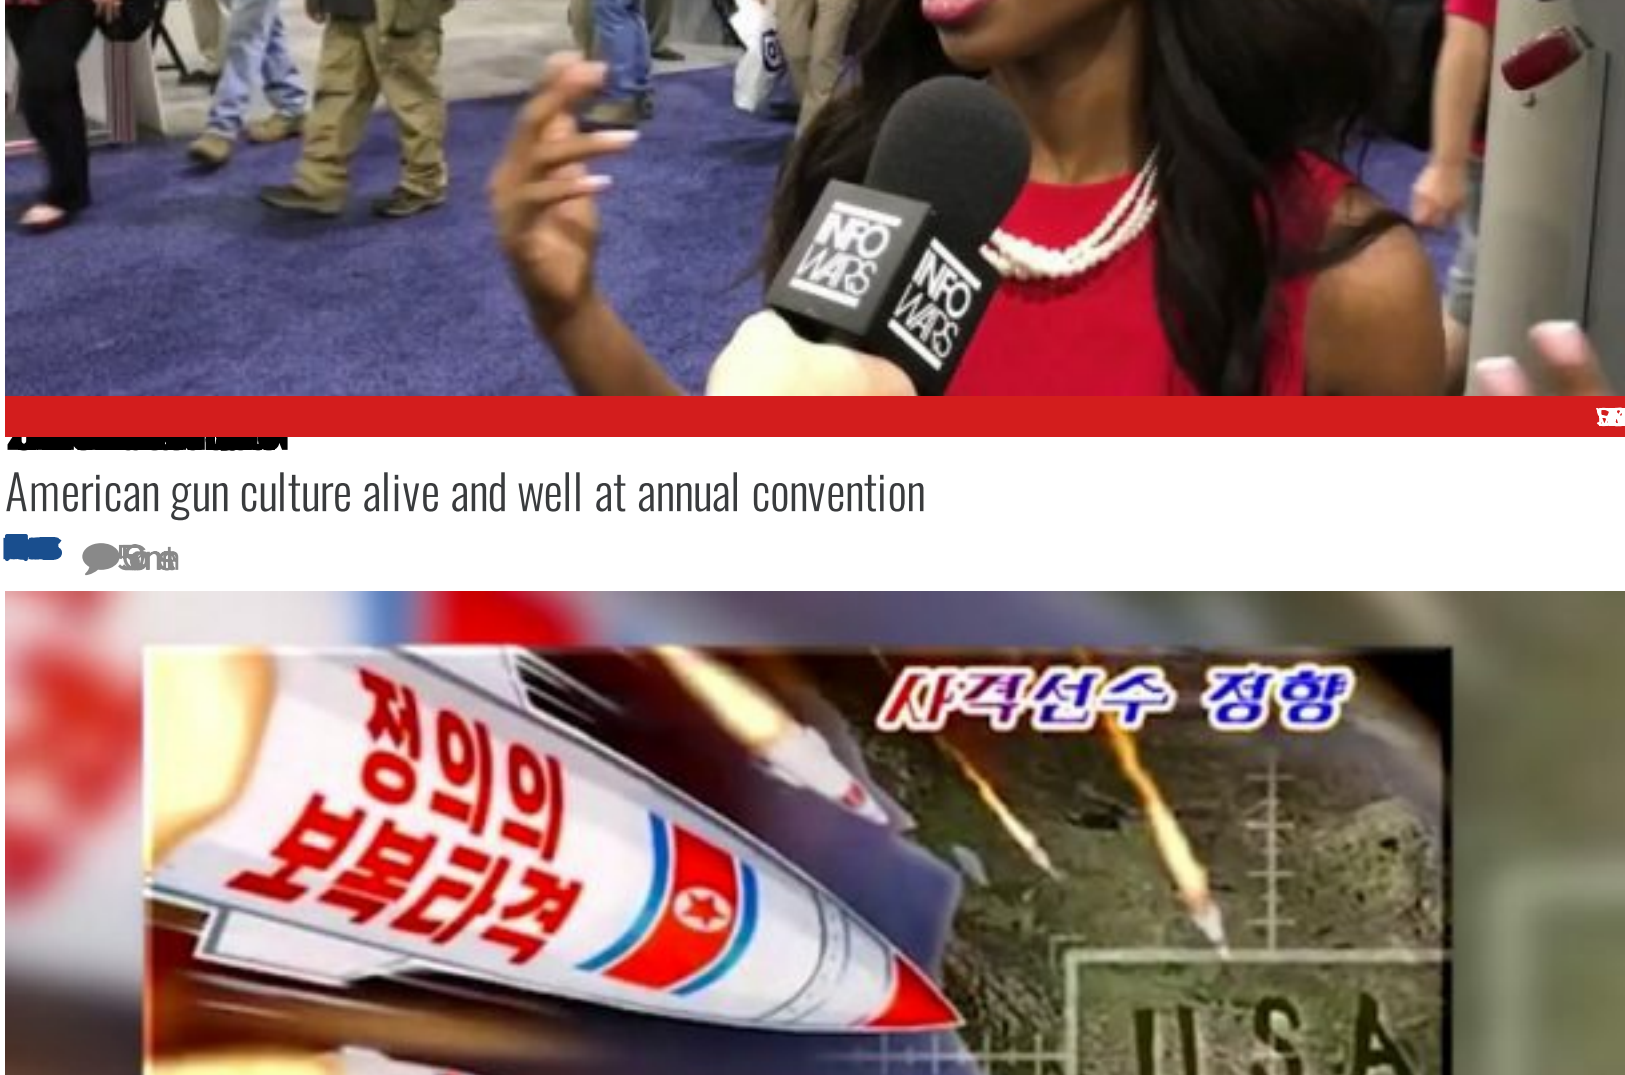 INFO
WARS
INFO
WARS
American gun culture alive and well at annual convention
사격선수 정향
정의의
보복타격
USA